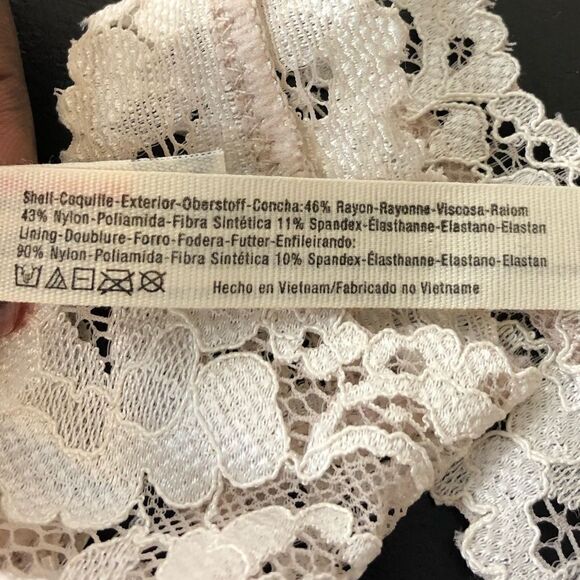 Shell-Coquille-Exterior-Oberstoff-Concha:46% Rayon-Rayonne-Viscosa-Raiom
43% Nylon-Poliamida-Fibra Sintética 11% Spandex-Élasthanne-Elastano-Elastan
Lining-Doublure-Forro-Fodera-Futter-Enfileirando:
90% Nylon-Poliamida-Fibra Sintética 10% Spandex-Élasthanne-Elastano-Elastan
Hecho en Vietnam/Fabricado no Vietname